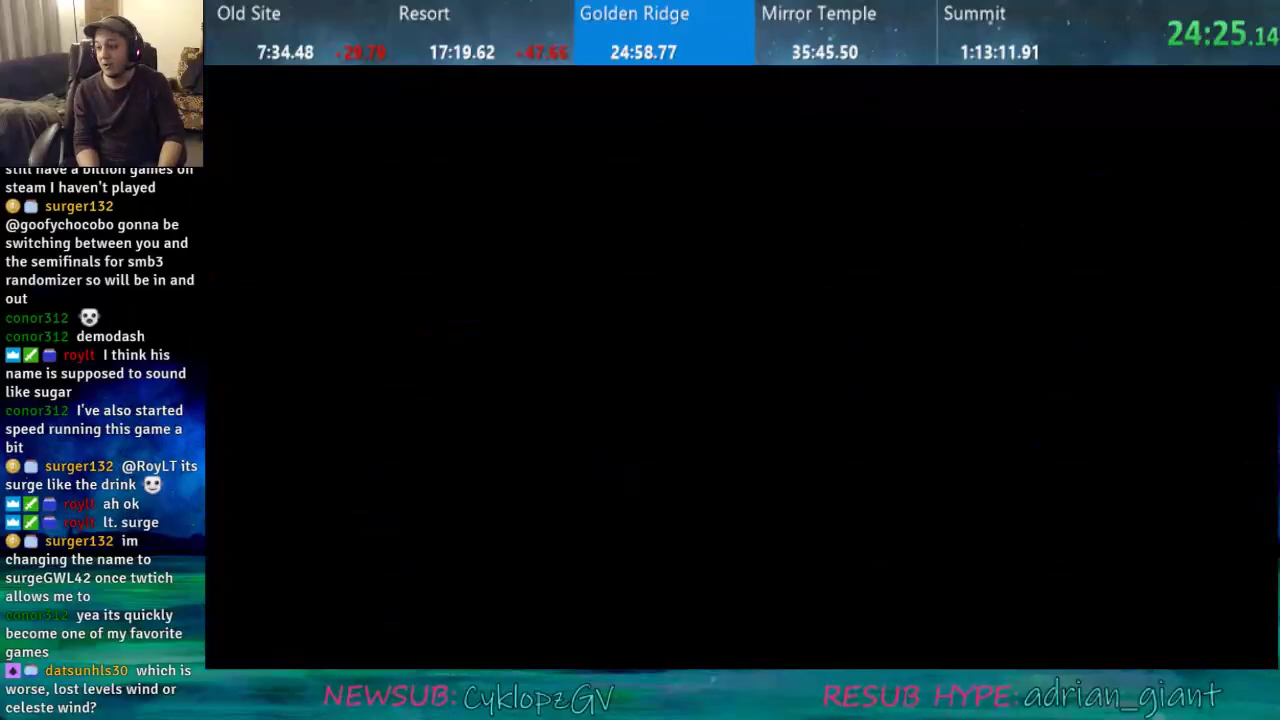 Old Site Resort Golden Ridge Mirror Temple Summit
7:34.48 +29.79 17:19.62 +47.66 24:58.77 35:45.50 1:13:11.91 24:25.14
still have a billion games on
steam I haven't played
surger132
@goofychocobo gonna be
switching between you and
the semifinals for smb3
randomizer so will be in and
out
conor312
conor312 demodash
roylt I think his
name is supposed to sound
like sugar
conor312 I've also started
speed running this game a
bit
surger132 @RoyLT its
surge like the drink
roylt ah ok
roylt lt. surge
surger132 im
changing the name to
surgeGWL42 once twtich
allows me to
conor312 yea its quickly
become one of my favorite
games
datsunhls30 which is
worse, lost levels wind or
celeste wind?
NEWSUB: CyklopzGV RESUB HYPE: adrian_giant